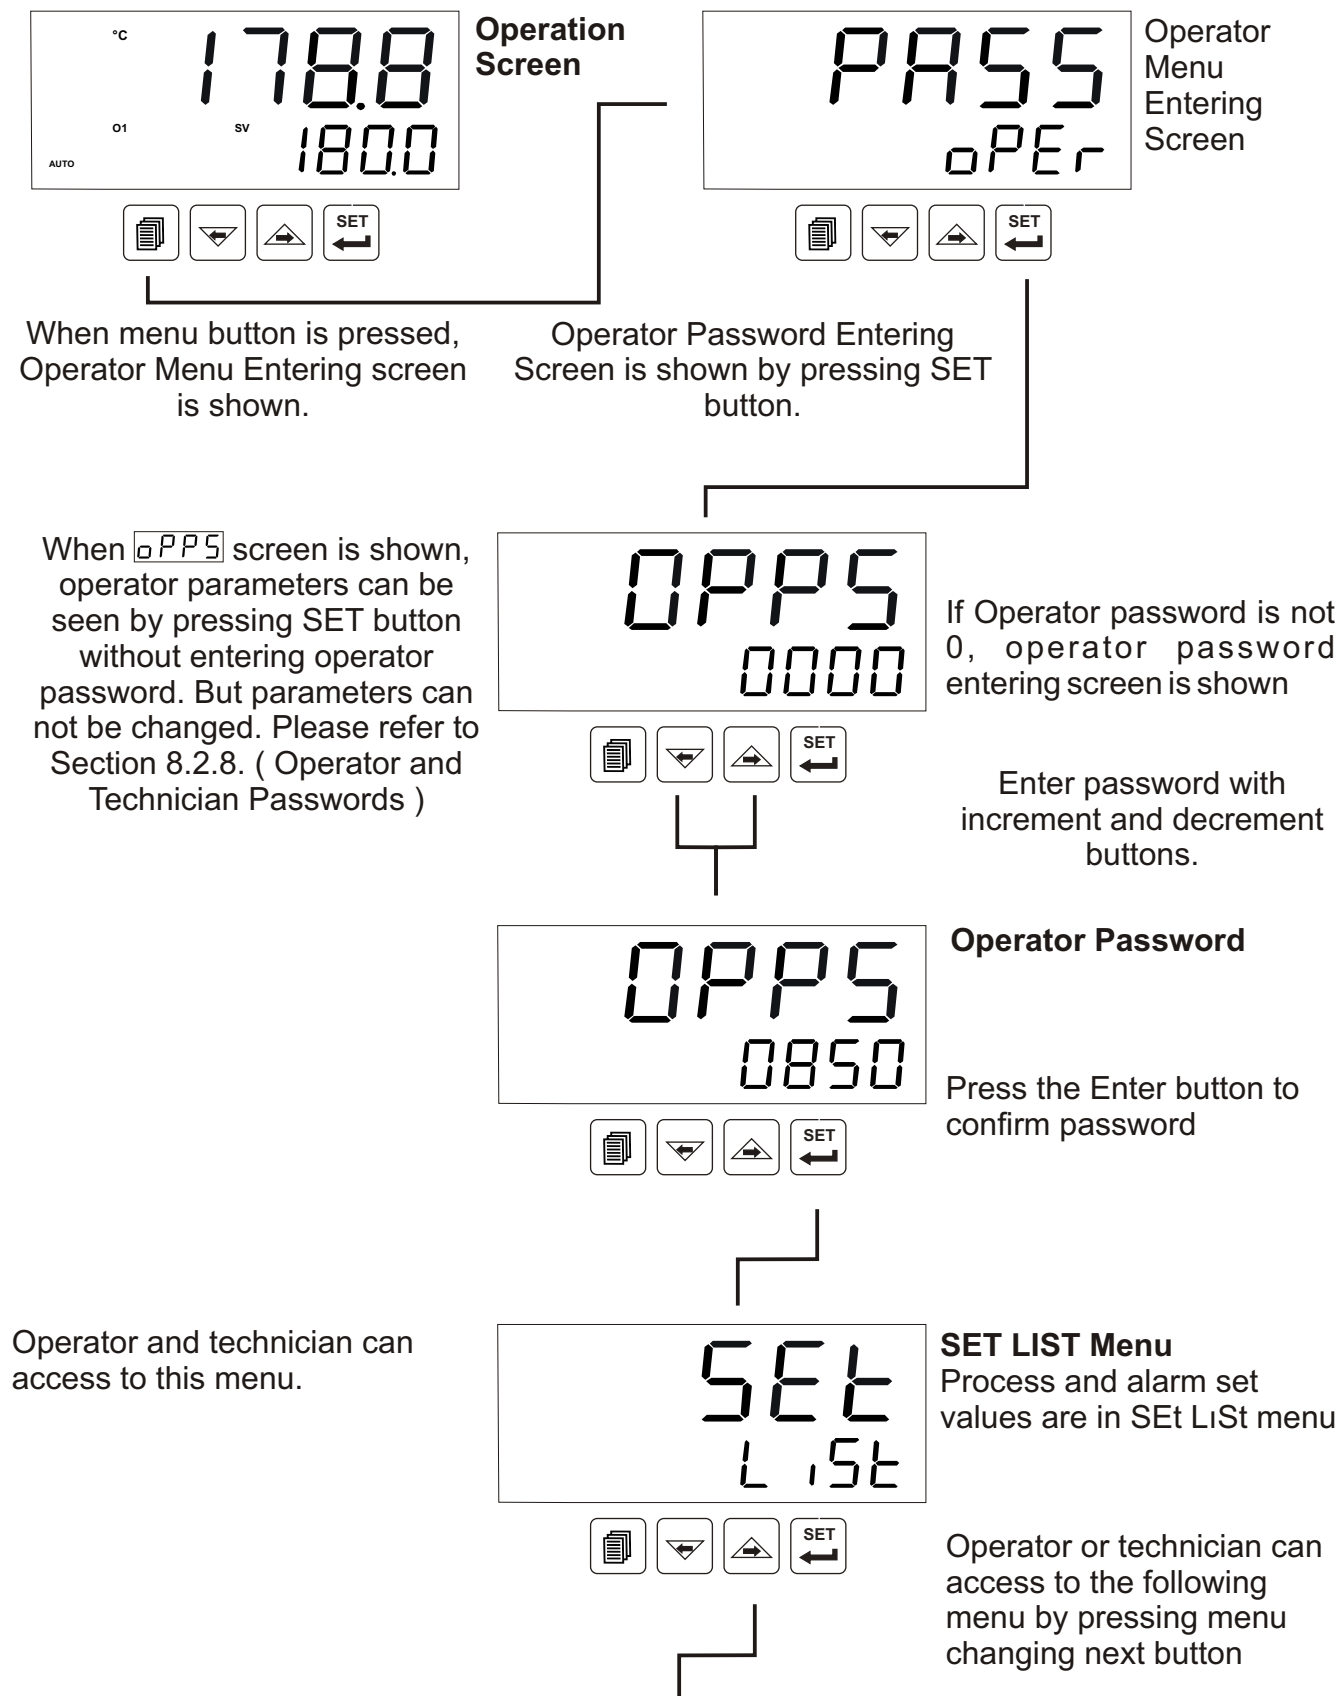 °C
178.8
O1
SV
180.0
AUTO
SET
Operation
Screen
PASS
oPEr
SET
Operator
Menu
Entering
Screen
When menu button is pressed,
Operator Menu Entering screen
is shown.
Operator Password Entering
Screen is shown by pressing SET
button.
When oPPS screen is shown,
operator parameters can be
seen by pressing SET button
without entering operator
password. But parameters can
not be changed. Please refer to
Section 8.2.8. ( Operator and
Technician Passwords )
OPPS
0000
SET
If Operator password is not
0, operator password
entering screen is shown
Enter password with
increment and decrement
buttons.
OPPS
0850
SET
Operator Password
Press the Enter button to
confirm password
Operator and technician can
access to this menu.
SEt
LiSt
SET
SET LIST Menu
Process and alarm set
values are in SEt LıSt menu
Operator or technician can
access to the following
menu by pressing menu
changing next button